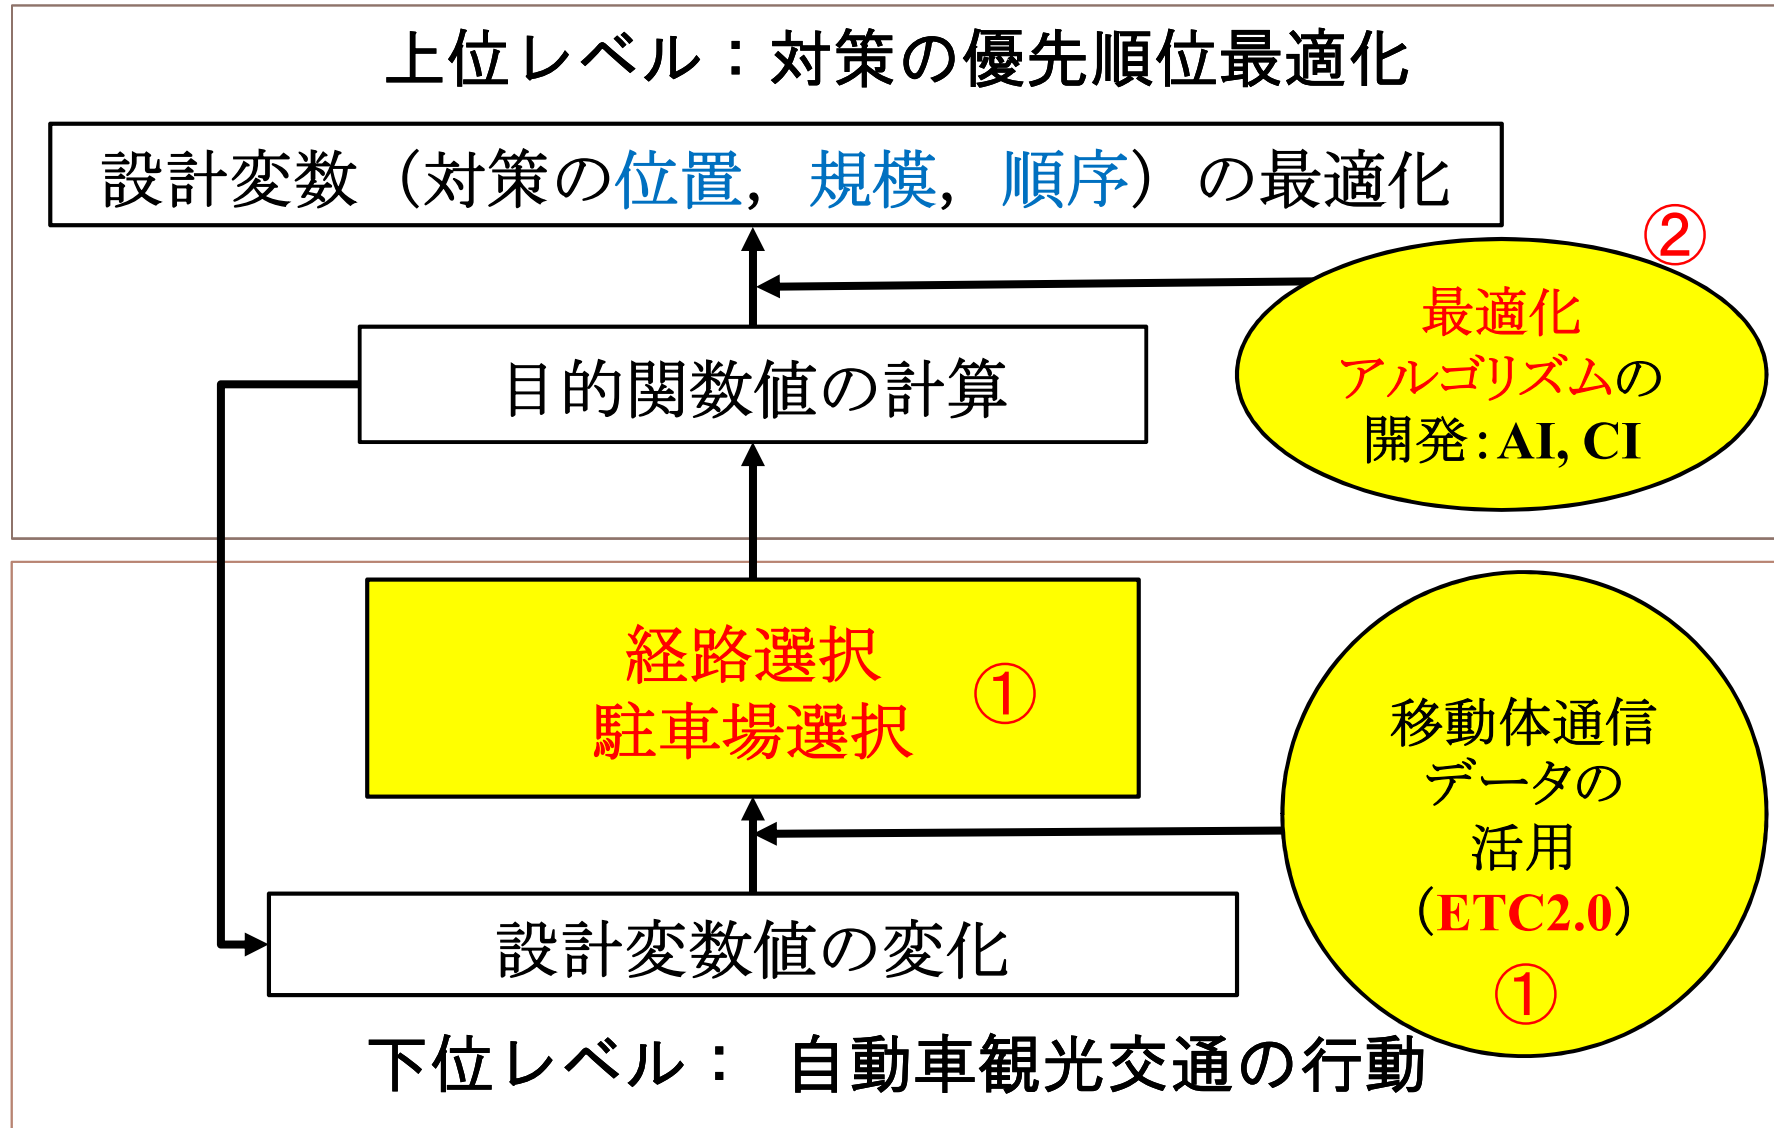 上位レベル：対策の優先順位最適化
設計変数（対策の位置，規模，順序）の最適化
②
最適化
アルゴリズムの
開発：AI, CI
目的関数値の計算
経路選択
駐車場選択
①
移動体通信
データの
活用
（ETC2.0）
①
設計変数値の変化
下位レベル： 自動車観光交通の行動